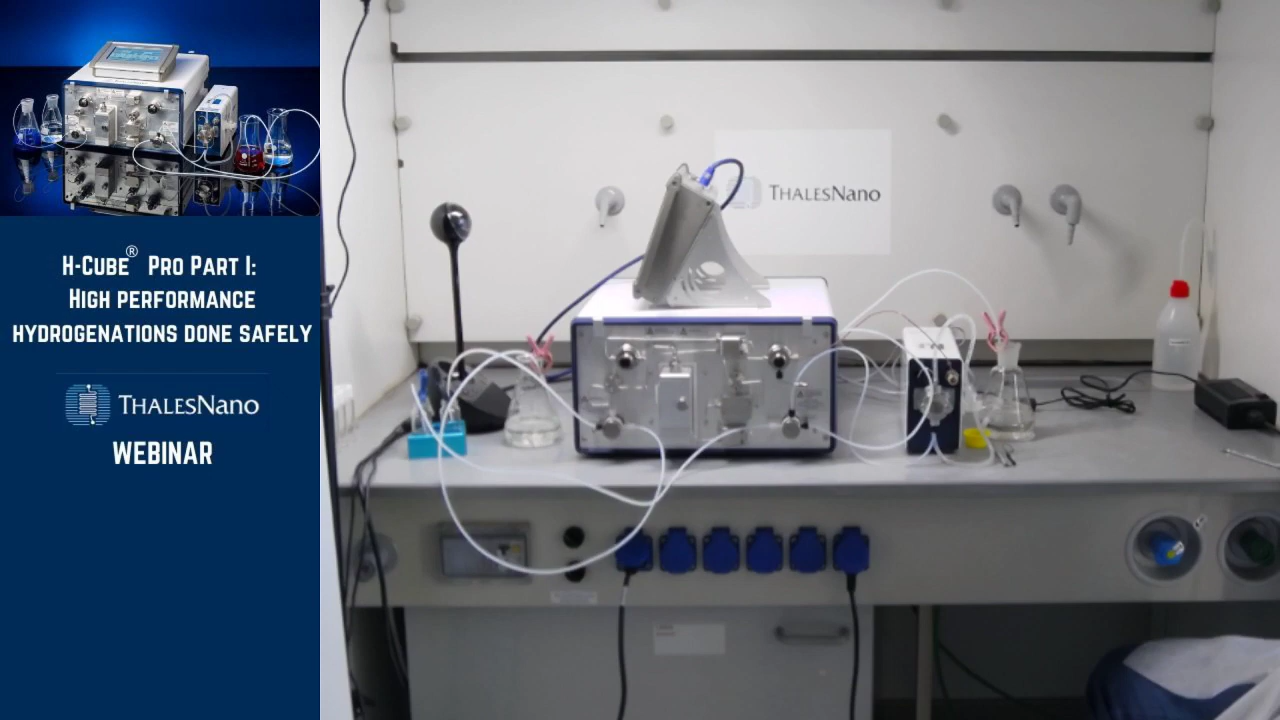 H-Cube® Pro Part I:
High performance
hydrogenations done safely
ThalesNano
WEBINAR
ThalesNano